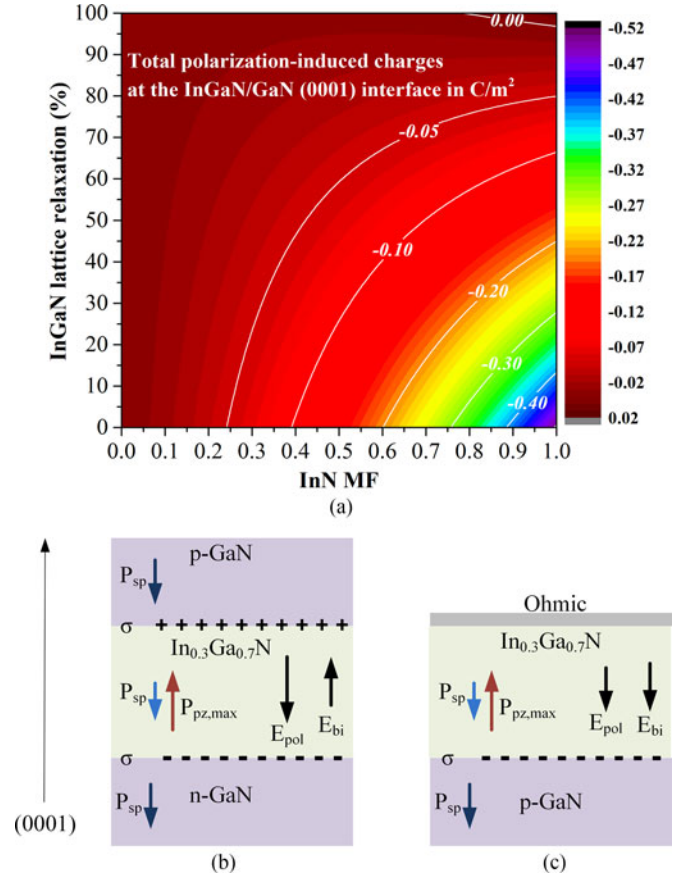 100
90
80
70
60
50
40
30
20
10
0
InGaN lattice relaxation (%)
Total polarization-induced charges
at the InGaN/GaN (0001) interface in C/m²
0.00
-0.05
-0.10
-0.20
-0.30
-0.40
0.0 0.1 0.2 0.3 0.4 0.5 0.6 0.7 0.8 0.9 1.0
InN MF
-0.52
-0.47
-0.42
-0.37
-0.32
-0.27
-0.22
-0.17
-0.12
-0.07
-0.02
0.02
(a)
(0001)
p-GaN
Psp
σ + + + + + + + + + +
In0.3Ga0.7N
Psp Ppz,max Epol Ebi
σ - - - - - - - - - -
Psp n-GaN
(b)
Ohmic
In0.3Ga0.7N
Psp Ppz,max Epol Ebi
σ - - - - - - - - - -
Psp p-GaN
(c)